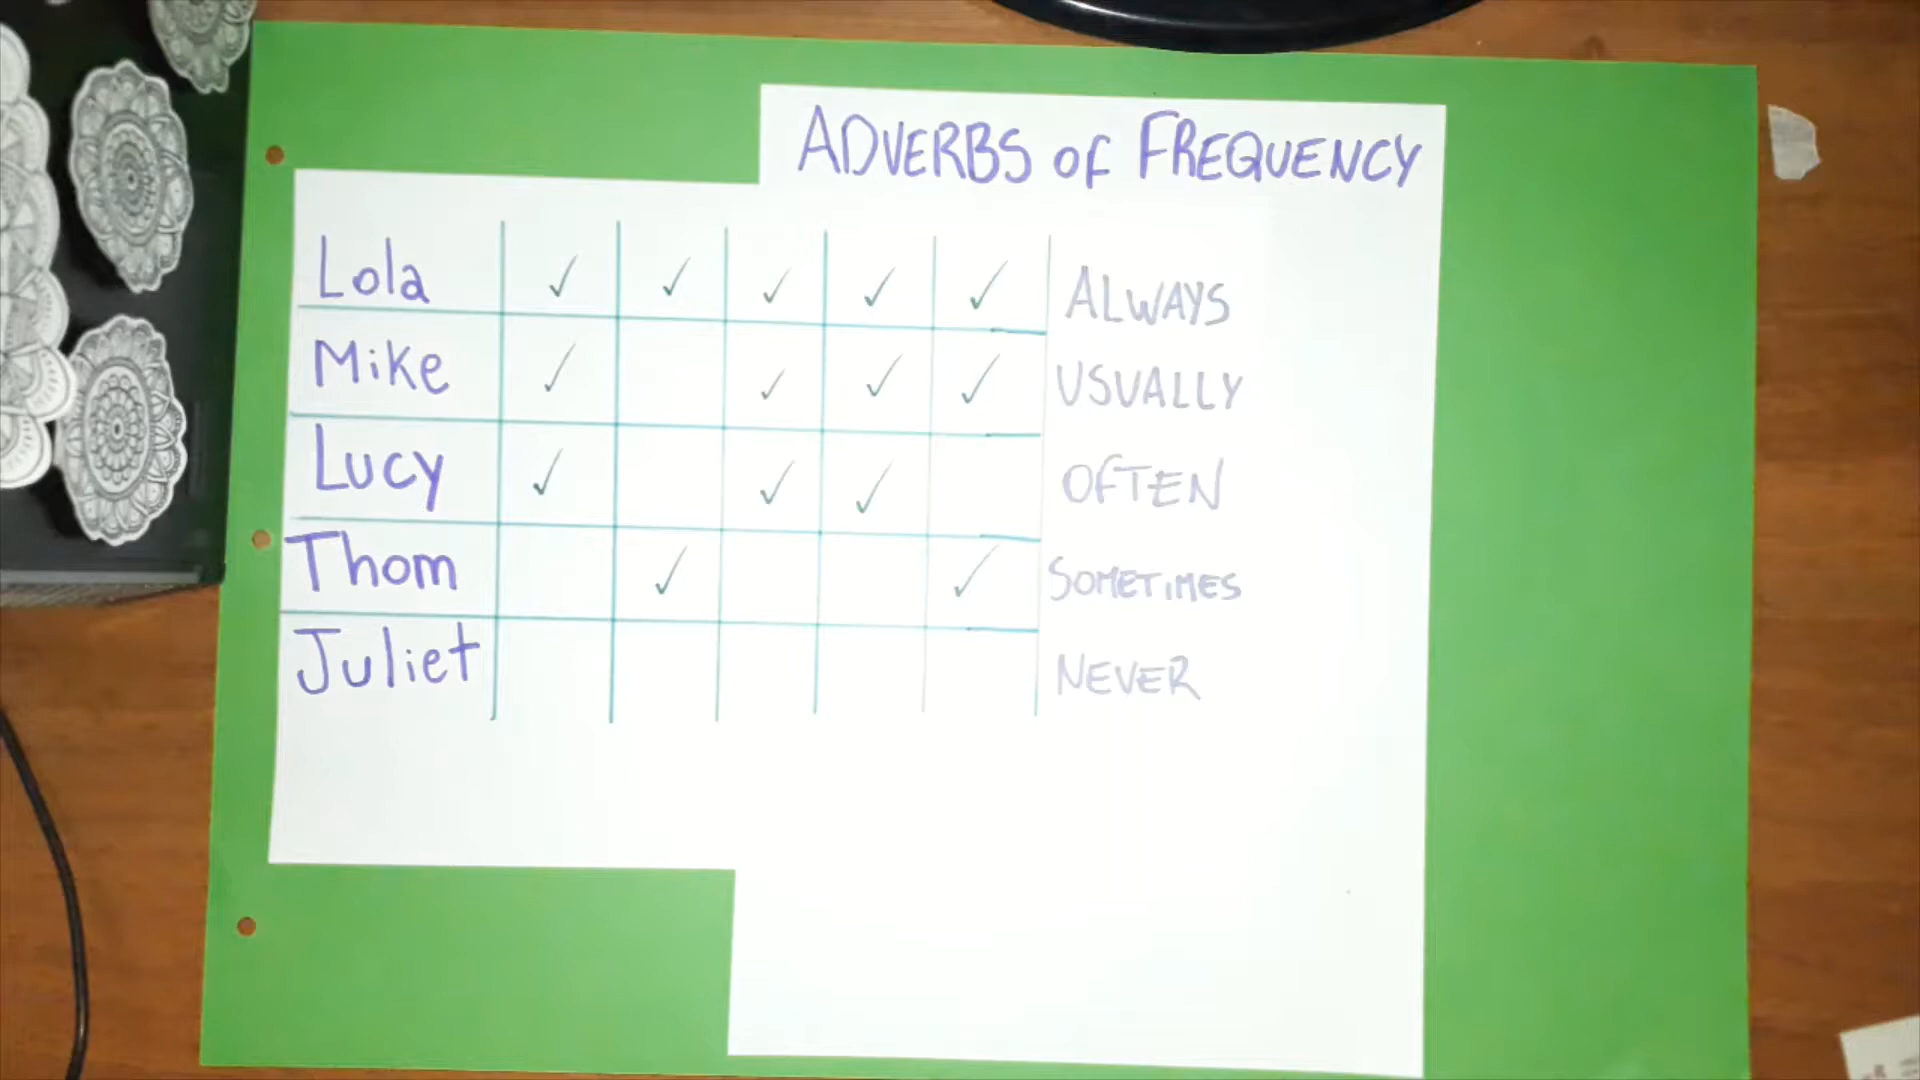 ADVERBS of FREQUENCY
Lola ✓ ✓ ✓ ✓ ✓ ALWAYS
Mike ✓ ✓ ✓ ✓ USUALLY
Lucy ✓ ✓ ✓ OFTEN
Thom ✓ ✓ SOMETIMES
Juliet NEVER